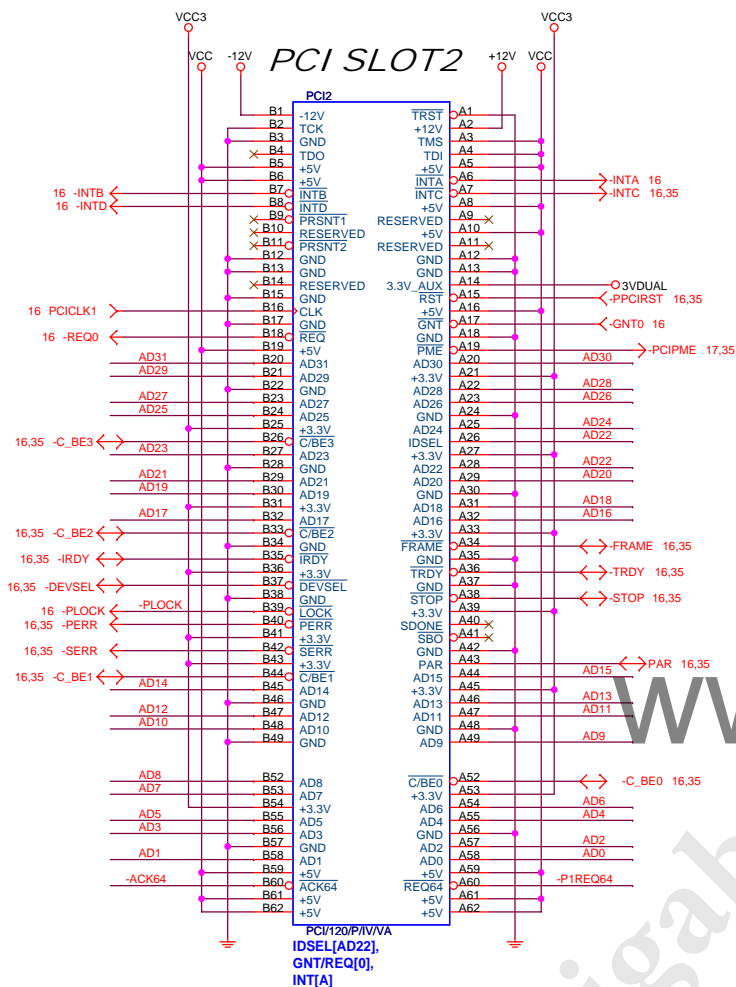 VCC3 VCC3
VCC -12V PCI SLOT2 +12V VCC
PCI2
B1 -12V TRST A1
B2 TCK +12V A2
B3 GND TMS A3
B4 TDO TDI A4
B5 +5V +5V A5
B6 +5V INTA A6 -INTA 16
16 -INTB B7 INTB INTC A7 -INTC 16,35
16 -INTD B8 INTD +5V A8
B9 PRSNT1 RESERVED A9
B10 RESERVED +5V A10
B11 PRSNT2 RESERVED A11
B12 GND GND A12
B13 GND GND A13
B14 RESERVED 3.3V_AUX A14 3VDUAL
B15 GND RST A15 -PPCIRST 16,35
16 PCICLK1 B16 CLK +5V A16
B17 GND GNT A17 -GNT0 16
16 -REQ0 B18 REQ GND A18
B19 +5V PME A19 -PCIPME 17,35
AD31 B20 AD31 AD30 A20 AD30
AD29 B21 AD29 +3.3V A21
B22 GND AD28 A22 AD28
AD27 B23 AD27 AD26 A23 AD26
AD25 B24 AD25 GND A24
B25 +3.3V AD24 A25 AD24
16,35 -C_BE3 B26 C/BE3 IDSEL A26 AD22
AD23 B27 AD23 +3.3V A27
B28 GND AD22 A28 AD22
AD21 B29 AD21 AD20 A29 AD20
AD19 B30 AD19 GND A30
B31 +3.3V AD18 A31 AD18
AD17 B32 AD17 AD16 A32 AD16
16,35 -C_BE2 B33 C/BE2 +3.3V A33
B34 GND FRAME A34 -FRAME 16,35
16,35 -IRDY B35 IRDY GND A35
B36 +3.3V TRDY A36 -TRDY 16,35
16,35 -DEVSEL B37 DEVSEL GND A37
B38 GND STOP A38 -STOP 16,35
16 -PLOCK -PLOCK B39 LOCK +3.3V A39
16,35 -PERR B40 PERR SDONE A40
B41 +3.3V SBO A41
16,35 -SERR B42 SERR GND A42
B43 +3.3V PAR A43 PAR 16,35
16,35 -C_BE1 B44 C/BE1 AD15 A44 AD15
AD14 B45 AD14 +3.3V A45
B46 GND AD13 A46 AD13
AD12 B47 AD12 AD11 A47 AD11
AD10 B48 AD10 GND A48
B49 GND AD9 A49 AD9
AD8 B52 AD8 C/BE0 A52 -C_BE0 16,35
AD7 B53 AD7 +3.3V A53
B54 +3.3V AD6 A54 AD6
AD5 B55 AD5 AD4 A55 AD4
AD3 B56 AD3 GND A56
B57 GND AD2 A57 AD2
AD1 B58 AD1 AD0 A58 AD0
B59 +5V +5V A59
-ACK64 B60 ACK64 REQ64 A60 -P1REQ64
B61 +5V +5V A61
B62 +5V +5V A62
PCI/120/P/IV/VA
IDSEL[AD22],
GNT/REQ[0],
INT[A]